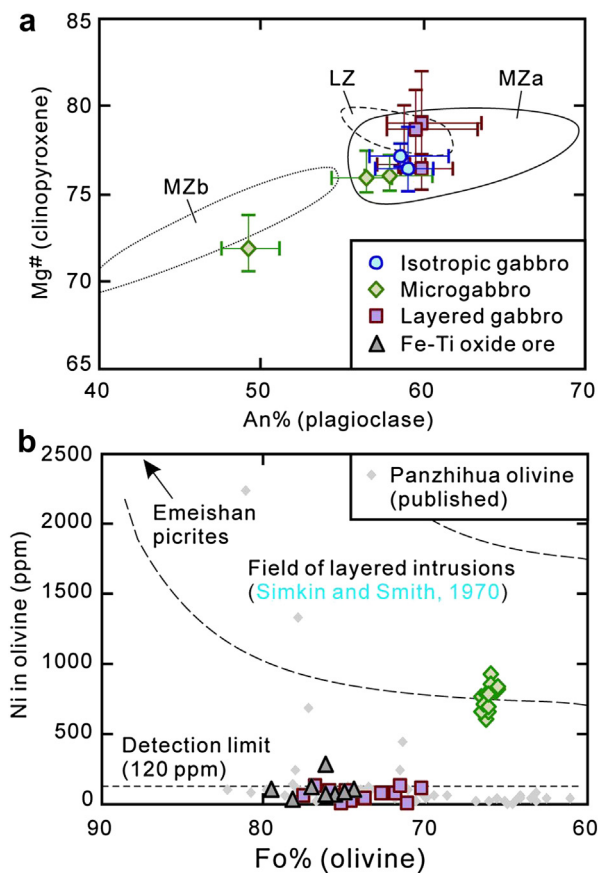 a
80
75
70
65
40
50
60
70
Mg# (clinopyroxene)
An% (plagioclase)
LZ
MZa
MZb
Isotropic gabbro
Microgabbro
Layered gabbro
Fe-Ti oxide ore
b
2500
2000
1500
1000
500
0
90
80
70
60
Ni in olivine (ppm)
Fo% (olivine)
Emeishan
picrites
Panzhihua olivine
(published)
Field of layered intrusions
(Simkin and Smith, 1970)
Detection limit
(120 ppm)